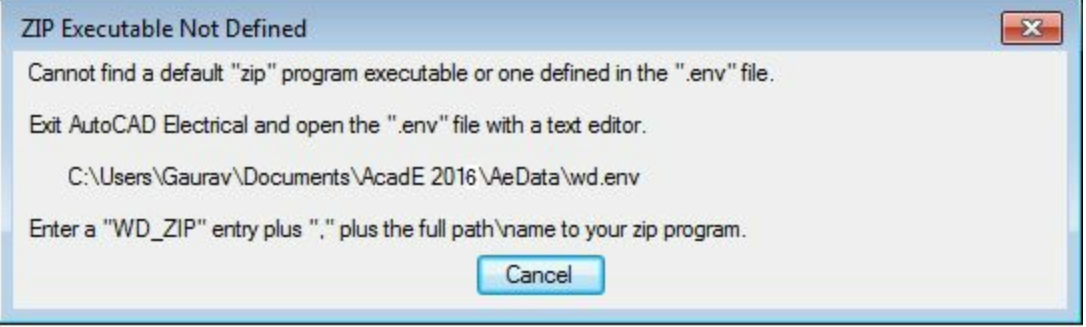 ZIP Executable Not Defined
Cannot find a default "zip" program executable or one defined in the ".env" file.
Exit AutoCAD Electrical and open the ".env" file with a text editor.
C:\Users\Gaurav\Documents\AcadE 2016\AeData\wd.env
Enter a "WD_ZIP" entry plus "," plus the full path\name to your zip program.
Cancel